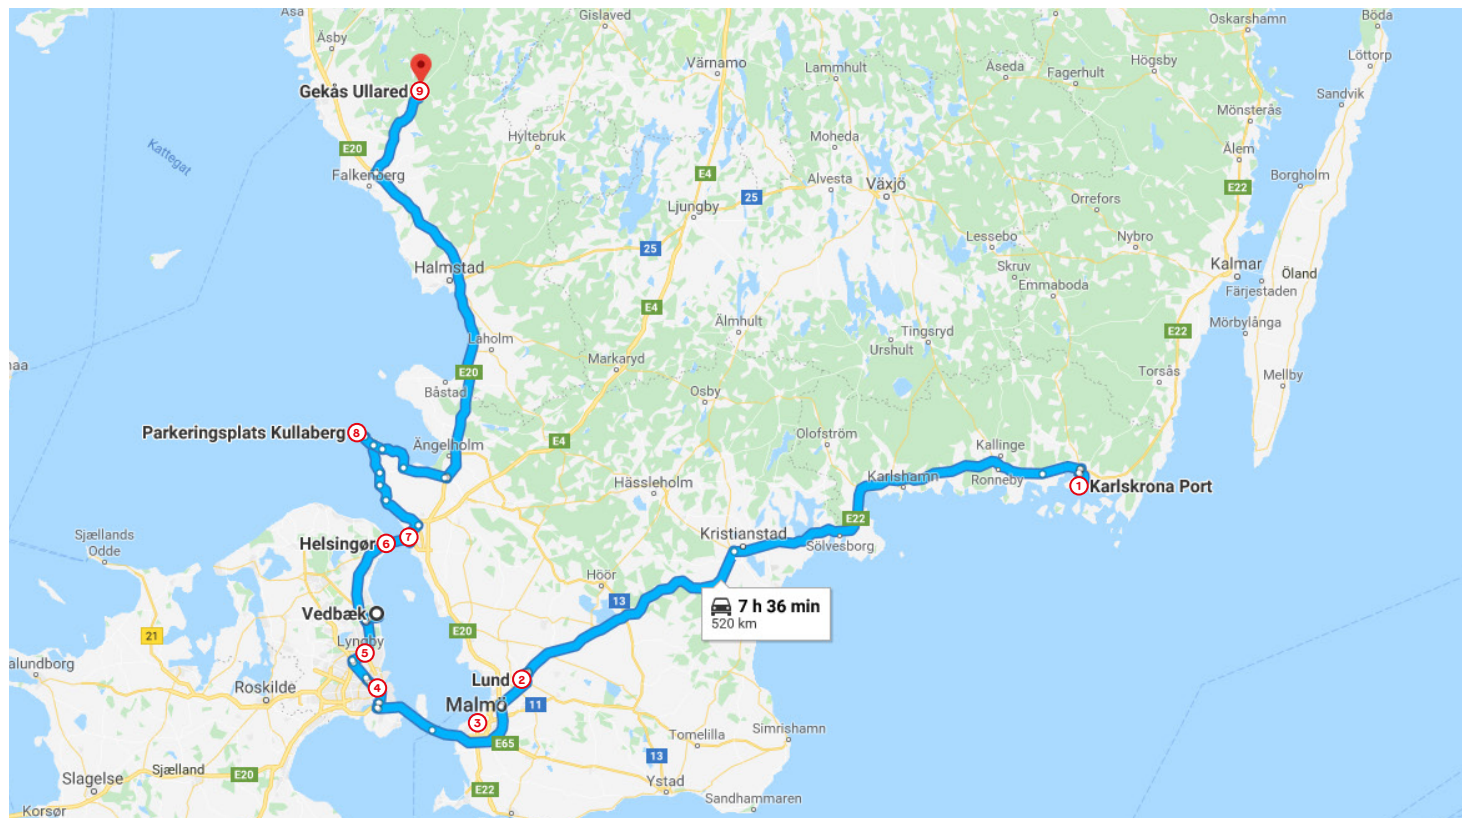 Åsa
Gislaved
Oskarshamn
Böda
Åsby
Värnamo
Lammhult
Åseda
Fagerhult
Högsby
Löttorp
Gekås Ullared
9
Sandvik
Mönsterås
Hyltebruk
Moheda
E20
Kattegat
Ålem
Falkenberg
E4
Alvesta
Växjö
E22
Borgholm
25
Ljungby
Orrefors
25
Lessebo
Nybro
Halmstad
Skruv
Kalmar
Öland
Emmaboda
Färjestaden
E4
Älmhult
Tingsryd
Mörbylånga
Laholm
Urshult
E22
Markaryd
E20
Torsås
Mellby
Båstad
Osby
Parkeringsplats Kullaberg
8
Ängelholm
E4
Olofström
Kallinge
Hässleholm
Karlshamn
Ronneby
1
Karlskrona Port
E22
Sjællands
Odde
Helsingør
6
7
Kristianstad
Sölvesborg
Höör
13
7 h 36 min
520 km
Vedbæk
21
Lyngby
E20
5
alundborg
Roskilde
4
Lund
2
Malmö
11
3
E65
Simrishamn
Tomelilla
13
Slagelse
Sjælland
E20
Ystad
E22
Sandhammaren
Korsør